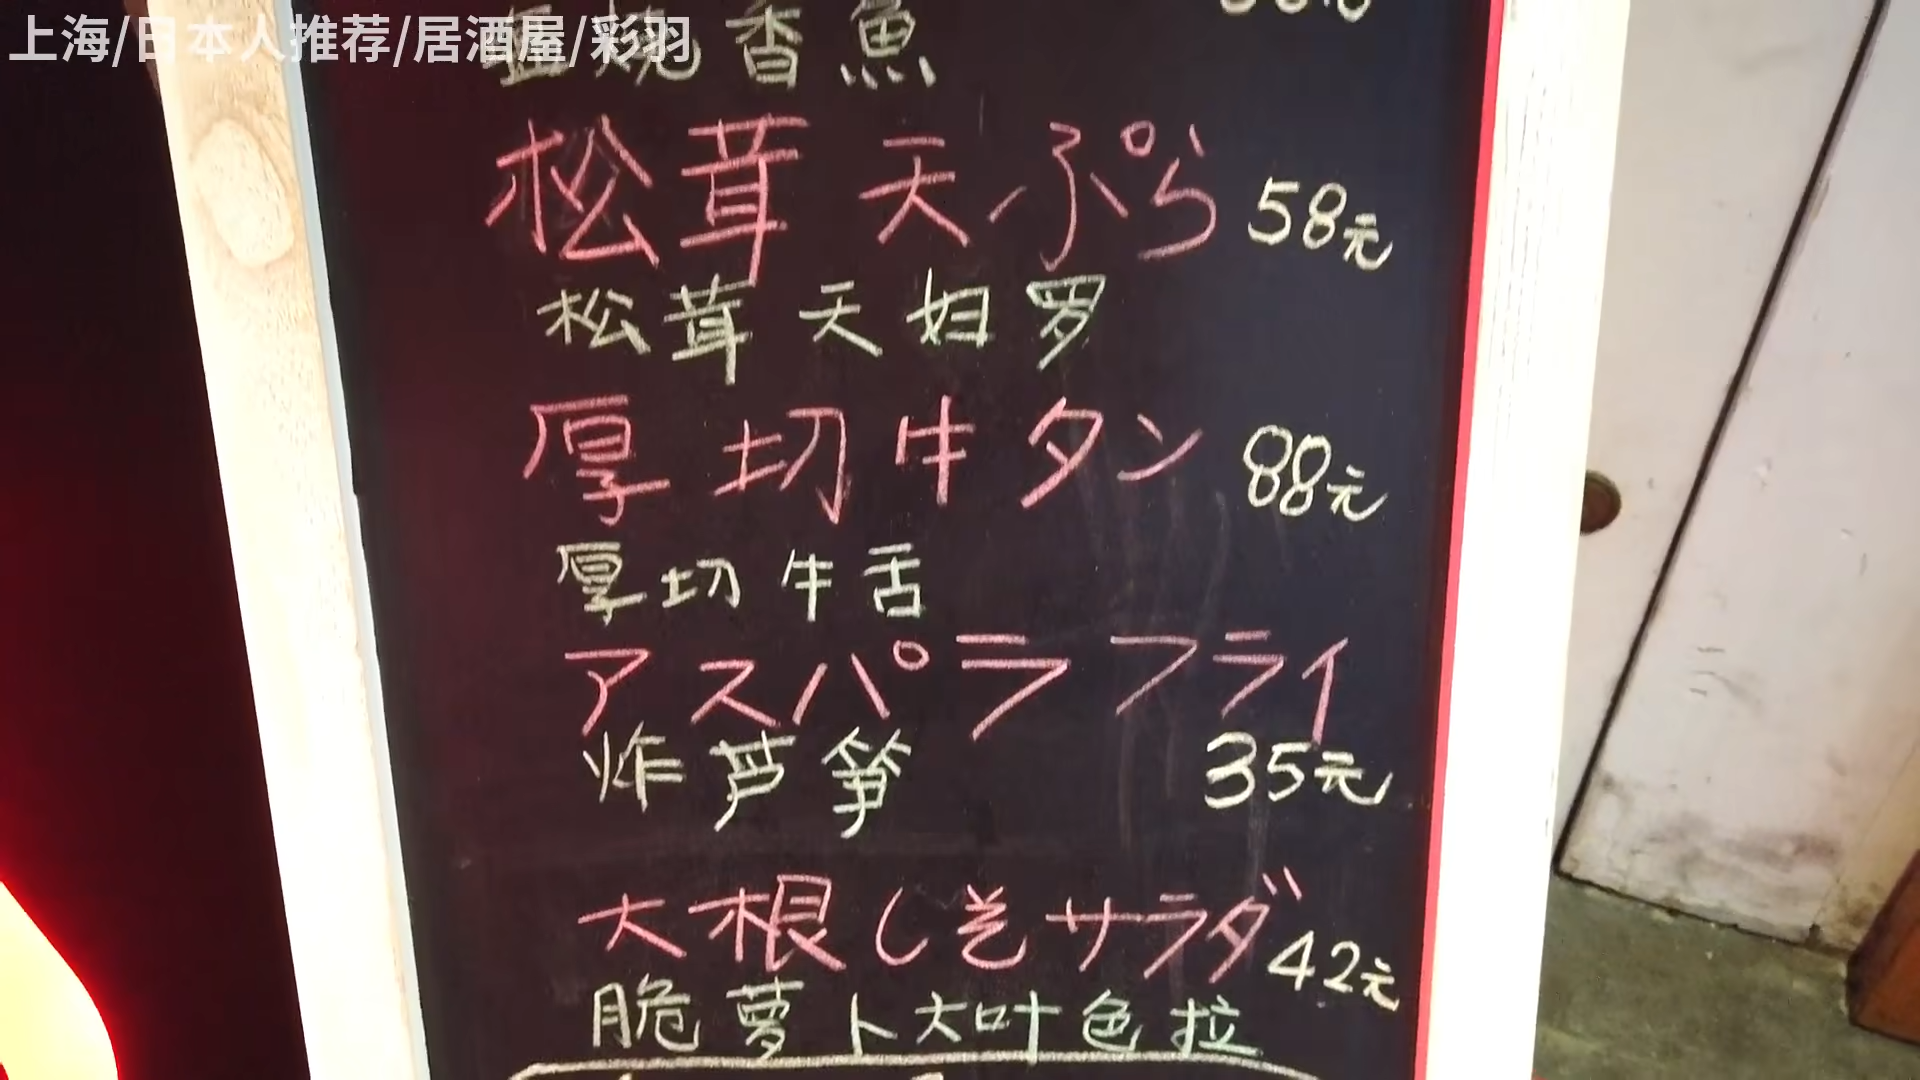 上海/日本人推荐/居酒屋/彩羽
塩焼香魚
松茸天ぷら 58元
松茸天妇罗
厚切牛タン 88元
厚切牛舌
アスパラフライ
炸芦笋 35元
大根しそサラダ 42元
脆萝卜大叶色拉